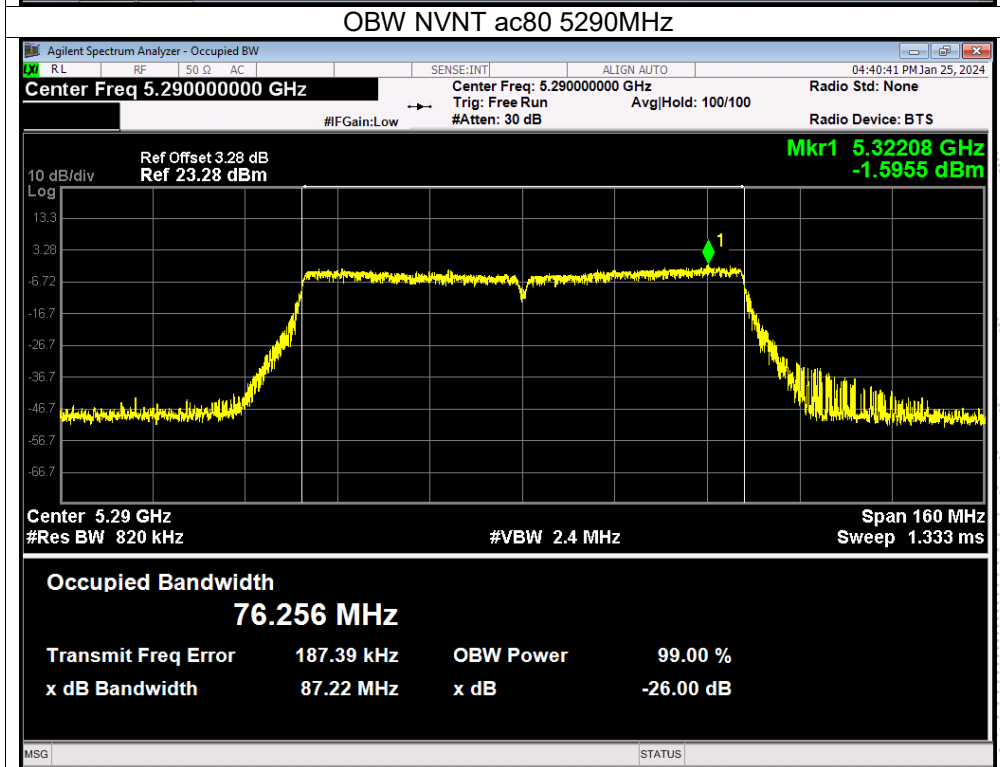 OBW NVNT ac80 5290MHz
Agilent Spectrum Analyzer - Occupied BW
LXI RL RF 50 Ω AC SENSE:INT ALIGN AUTO 04:40:41 PM Jan 25, 2024
Center Freq 5.290000000 GHz Center Freq: 5.290000000 GHz Radio Std: None
Trig: Free Run Avg|Hold: 100/100
#IFGain:Low #Atten: 30 dB Radio Device: BTS
Ref Offset 3.28 dB Mkr1 5.32208 GHz
10 dB/div Ref 23.28 dBm -1.5955 dBm
Log
13.3
1
3.28
-6.72
-16.7
-26.7
-36.7
-46.7
-56.7
-66.7
Center 5.29 GHz Span 160 MHz
#Res BW 820 kHz #VBW 2.4 MHz Sweep 1.333 ms
Occupied Bandwidth
76.256 MHz
Transmit Freq Error 187.39 kHz OBW Power 99.00 %
x dB Bandwidth 87.22 MHz x dB -26.00 dB
MSG STATUS